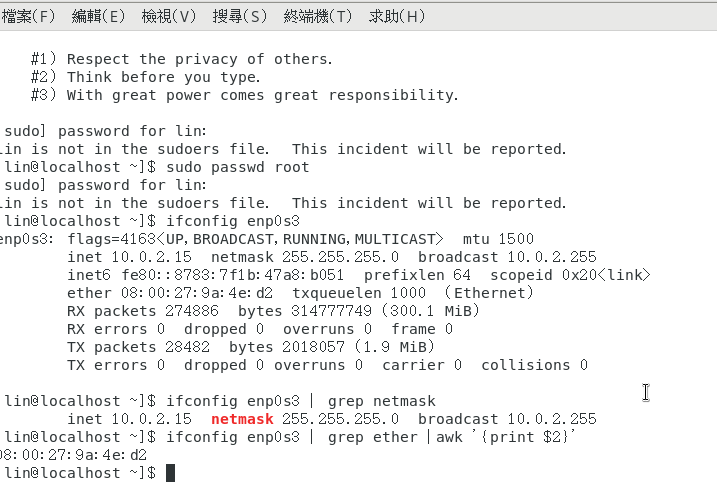 檔案(F) 編輯(E) 檢視(V) 搜尋(S) 終端機(T) 求助(H)
#1) Respect the privacy of others.
#2) Think before you type.
#3) With great power comes great responsibility.
sudo] password for lin:
lin is not in the sudoers file.  This incident will be reported.
lin@localhost ~]$ sudo passwd root
sudo] password for lin:
lin is not in the sudoers file.  This incident will be reported.
lin@localhost ~]$ ifconfig enp0s3
enp0s3: flags=4163<UP,BROADCAST,RUNNING,MULTICAST>  mtu 1500
inet 10.0.2.15  netmask 255.255.255.0  broadcast 10.0.2.255
inet6 fe80::8783:7f1b:47a8:b051  prefixlen 64  scopeid 0x20<link>
ether 08:00:27:9a:4e:d2  txqueuelen 1000  (Ethernet)
RX packets 274886  bytes 314777749 (300.1 MiB)
RX errors 0  dropped 0  overruns 0  frame 0
TX packets 28482  bytes 2018057 (1.9 MiB)
TX errors 0  dropped 0 overruns 0  carrier 0  collisions 0
lin@localhost ~]$ ifconfig enp0s3 | grep netmask
inet 10.0.2.15  netmask 255.255.255.0  broadcast 10.0.2.255
lin@localhost ~]$ ifconfig enp0s3 | grep ether |awk '{print $2}'
08:00:27:9a:4e:d2
lin@localhost ~]$